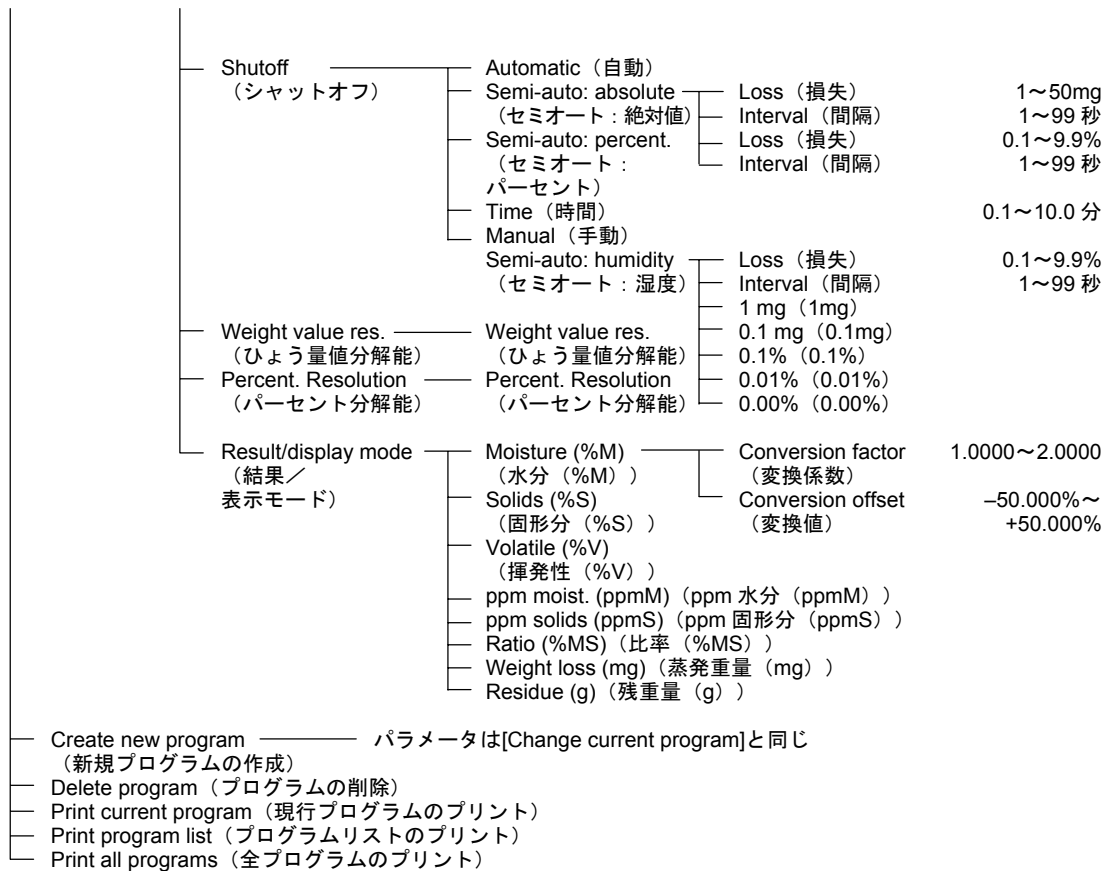 Shutoff Automatic（自動）
（シャットオフ） Semi-auto: absolute Loss（損失） 1～50mg
（セミオート：絶対値） Interval（間隔） 1～99 秒
Semi-auto: percent. Loss（損失） 0.1～9.9%
（セミオート： Interval（間隔） 1～99 秒
パーセント）
Time（時間） 0.1～10.0 分
Manual（手動）
Semi-auto: humidity Loss（損失） 0.1～9.9%
（セミオート：湿度） Interval（間隔） 1～99 秒
1 mg（1mg）
Weight value res. Weight value res. 0.1 mg（0.1mg）
（ひょう量値分解能） （ひょう量値分解能） 0.1%（0.1%）
Percent. Resolution Percent. Resolution 0.01%（0.01%）
（パーセント分解能） （パーセント分解能） 0.00%（0.00%）
Result/display mode Moisture (%M) Conversion factor 1.0000～2.0000
（結果／ （水分（%M）） （変換係数）
表示モード） Solids (%S) Conversion offset –50.000%～
（固形分（%S）） （変換値） +50.000%
Volatile (%V)
（揮発性（%V））
ppm moist. (ppmM)（ppm 水分（ppmM））
ppm solids (ppmS)（ppm 固形分（ppmS））
Ratio (%MS)（比率（%MS））
Weight loss (mg)（蒸発重量（mg））
Residue (g)（残重量（g））
Create new program パラメータは[Change current program]と同じ
（新規プログラムの作成）
Delete program（プログラムの削除）
Print current program（現行プログラムのプリント）
Print program list（プログラムリストのプリント）
Print all programs（全プログラムのプリント）